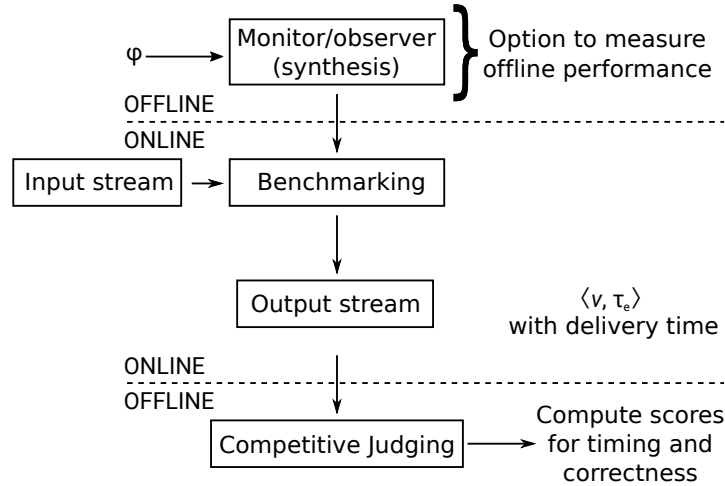 φ
Monitor/observer
(synthesis)
Option to measure
offline performance
OFFLINE
ONLINE
Input stream
Benchmarking
Output stream
⟨v, τₑ⟩
with delivery time
ONLINE
OFFLINE
Competitive Judging
Compute scores
for timing and
correctness